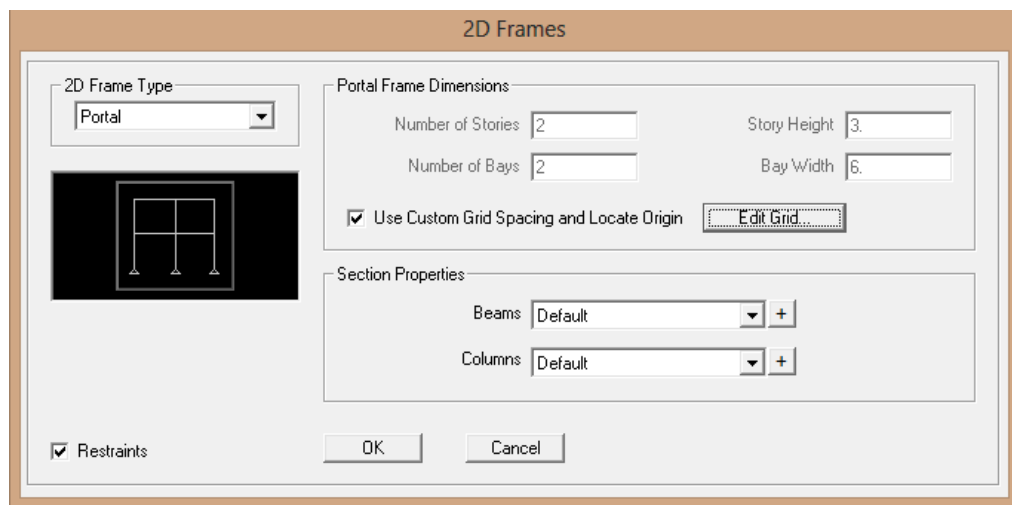 2D Frames
2D Frame Type
Portal
Portal Frame Dimensions
Number of Stories 2
Story Height 3.
Number of Bays 2
Bay Width 6.
Use Custom Grid Spacing and Locate Origin
Edit Grid...
Section Properties
Beams Default +
Columns Default +
Restraints
OK
Cancel